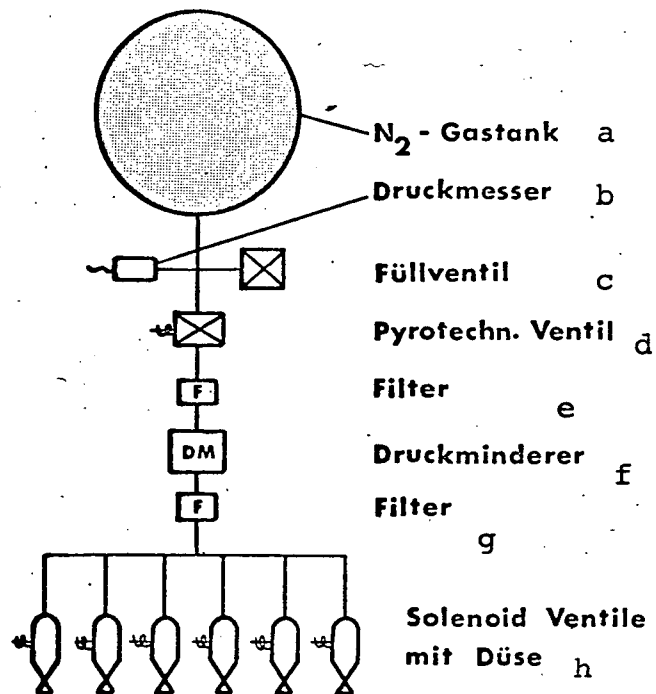 N₂ - Gastank a
Druckmesser b
Füllventil c
Pyrotechn. Ventil d
F Filter e
DM Druckminderer f
F Filter g
Solenoid Ventile
mit Düse h